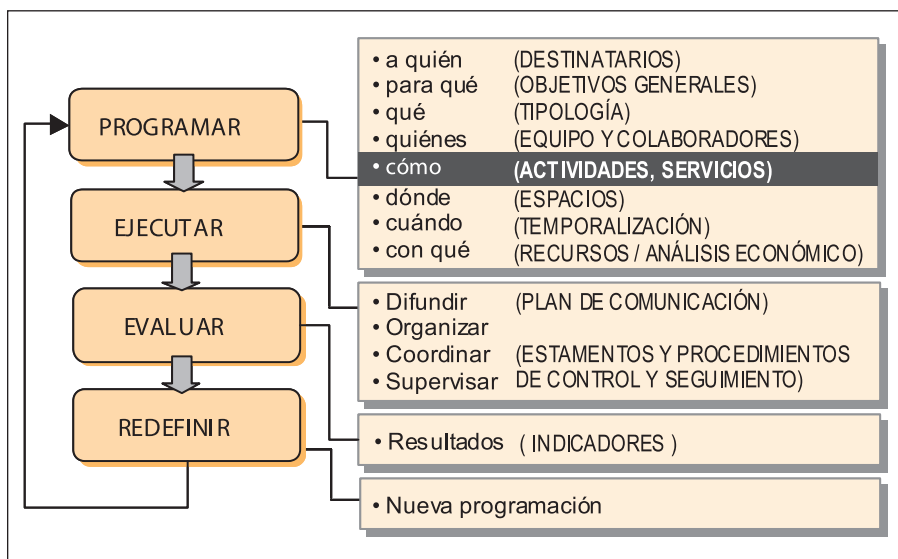 PROGRAMAR
EJECUTAR
EVALUAR
REDEFINIR
• a quién (DESTINATARIOS)
• para qué (OBJETIVOS GENERALES)
• qué (TIPOLOGÍA)
• quiénes (EQUIPO Y COLABORADORES)
• cómo (ACTIVIDADES, SERVICIOS)
• dónde (ESPACIOS)
• cuándo (TEMPORALIZACIÓN)
• con qué (RECURSOS / ANÁLISIS ECONÓMICO)
• Difundir (PLAN DE COMUNICACIÓN)
• Organizar
• Coordinar (ESTAMENTOS Y PROCEDIMIENTOS
• Supervisar DE CONTROL Y SEGUIMIENTO)
• Resultados ( INDICADORES )
• Nueva programación